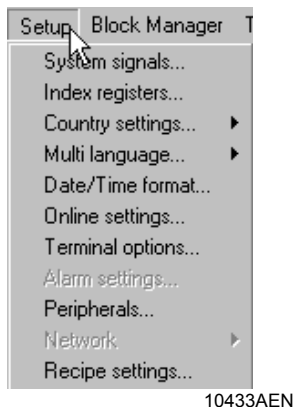 Setup Block Manager T
System signals...
Index registers...
Country settings...
Multi language...
Date/Time format...
Online settings...
Terminal options...
Alarm settings...
Peripherals...
Network
Recipe settings...
10433AEN